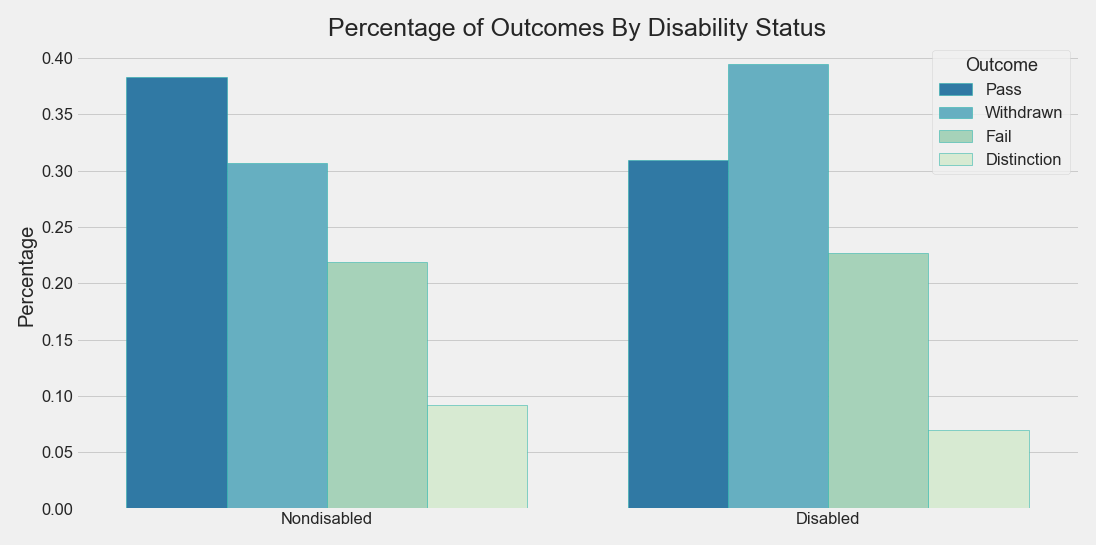 Percentage of Outcomes By Disability Status
Percentage
0.40
0.35
0.30
0.25
0.20
0.15
0.10
0.05
0.00
Nondisabled
Disabled
Outcome
Pass
Withdrawn
Fail
Distinction